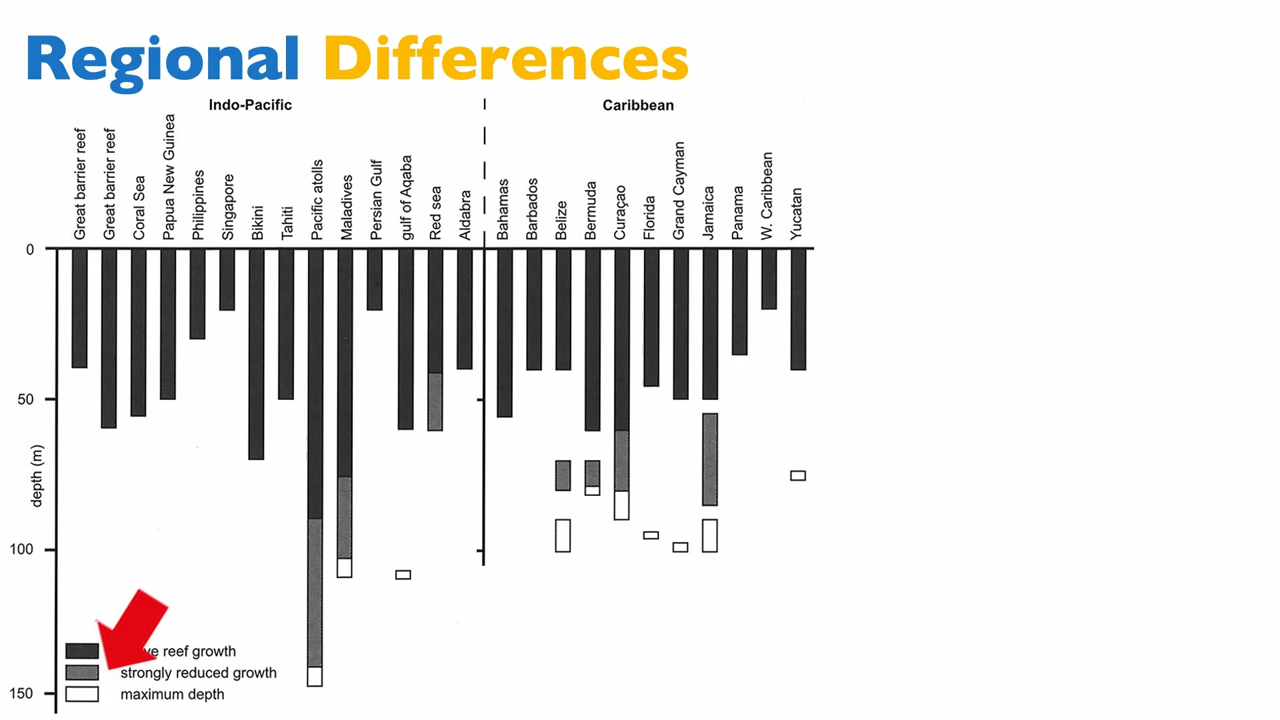 Regional Differences
Indo-Pacific
Caribbean
Great barrier reef
Great barrier reef
Coral Sea
Papua New Guinea
Philippines
Singapore
Bikini
Tahiti
Pacific atolls
Maladives
Persian Gulf
gulf of Aqaba
Red sea
Aldabra
Bahamas
Barbados
Belize
Bermuda
Curaçao
Florida
Grand Cayman
Jamaica
Panama
W. Caribbean
Yucatan
0
50
100
150
depth (m)
reef growth
strongly reduced growth
maximum depth